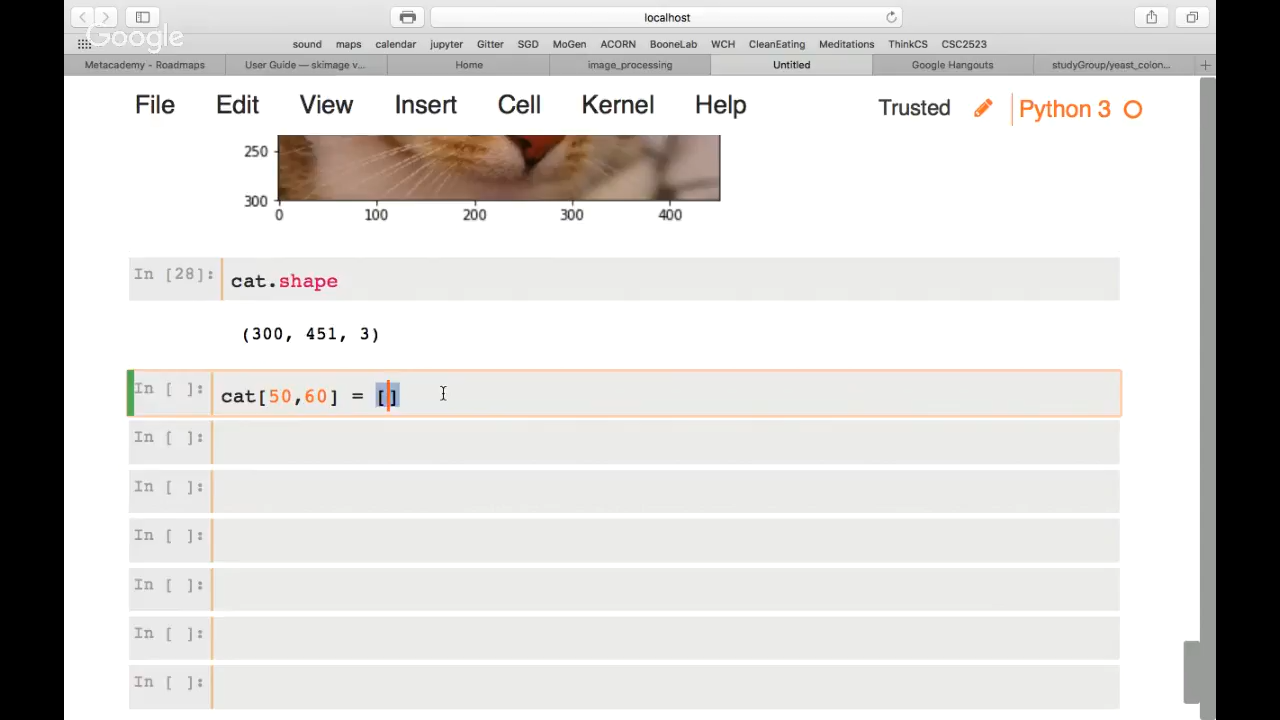 localhost
Google
sound maps calendar jupyter Gitter SGD MoGen ACORN BooneLab WCH CleanEating Meditations ThinkCS CSC2523
Metacademy - Roadmaps User Guide — skimage v... Home image_processing Untitled Google Hangouts studyGroup/yeast_colon... +
File Edit View Insert Cell Kernel Help Trusted Python 3
250
300
0 100 200 300 400
In [28]: cat.shape
(300, 451, 3)
In [ ]: cat[50,60] = []
In [ ]:
In [ ]:
In [ ]:
In [ ]:
In [ ]:
In [ ]: